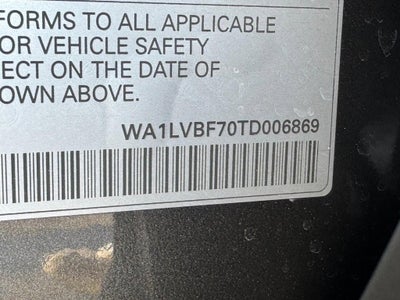 FORMS TO ALL APPLICABLE
OR VEHICLE SAFETY
ECT ON THE DATE OF
OWN ABOVE.
WA1LVBF70TD006869